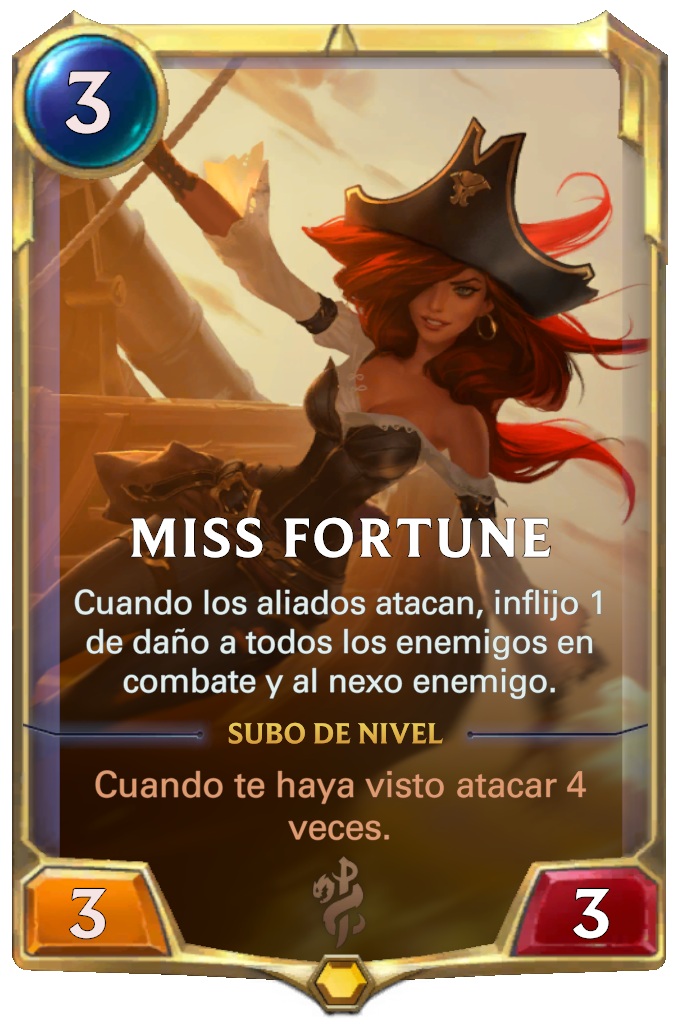 3
MISS FORTUNE
Cuando los aliados atacan, inflijo 1
de daño a todos los enemigos en
combate y al nexo enemigo.
SUBO DE NIVEL
Cuando te haya visto atacar 4
veces.
3
3